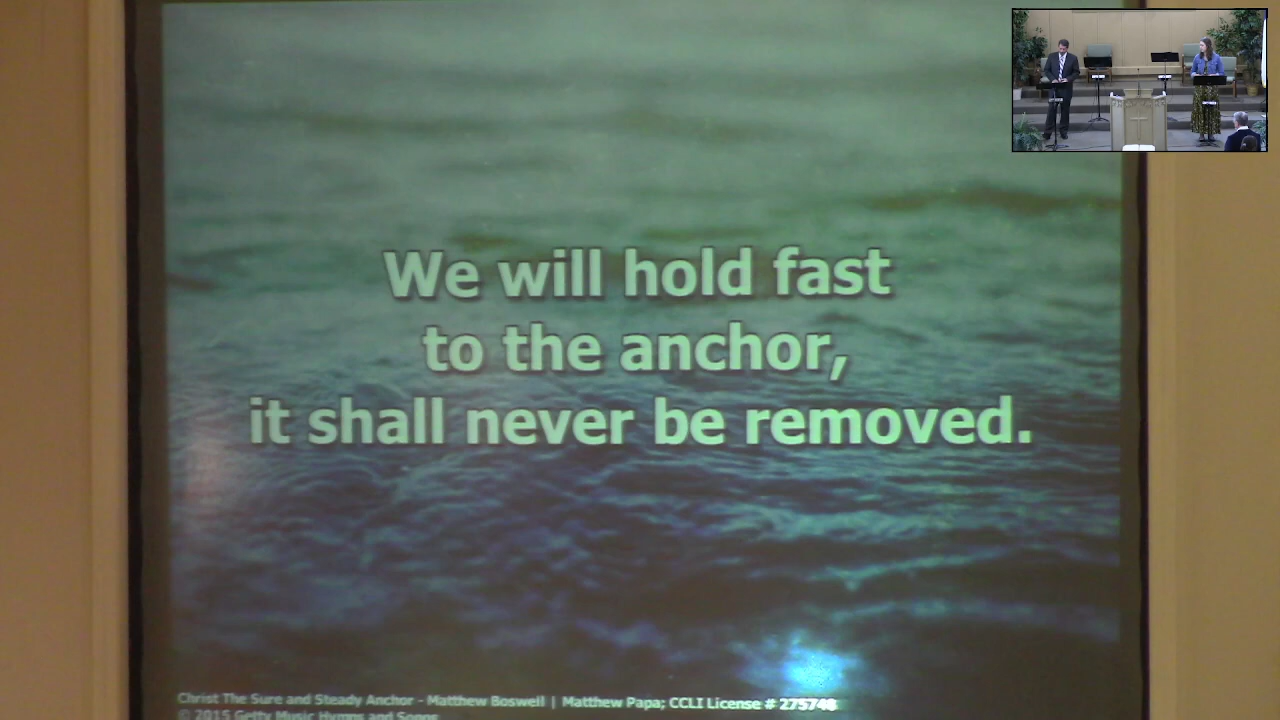 We will hold fast
to the anchor,
it shall never be removed.
Christ The Sure and Steady Anchor - Matthew Boswell | Matthew Papa; CCLI License # 275748
© 2015 Getty Music Hymns and Songs